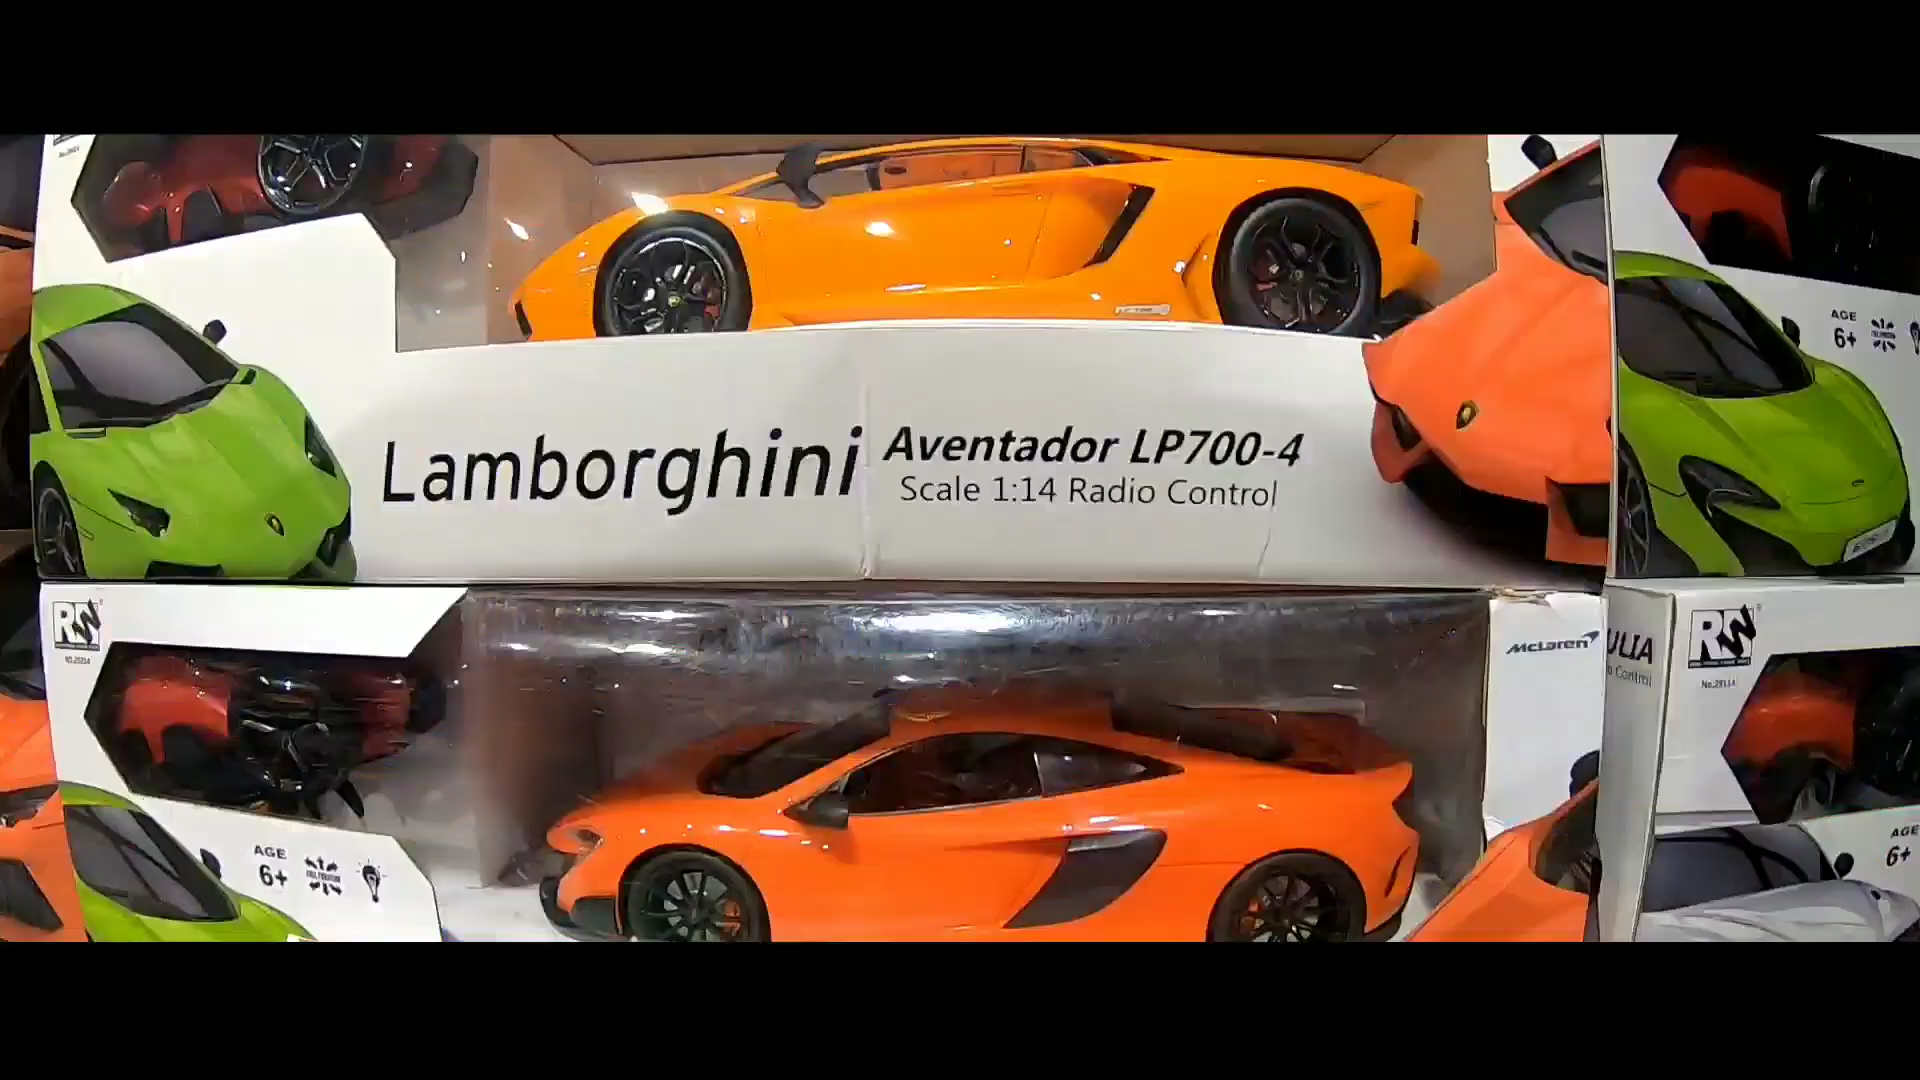 Lamborghini
Aventador LP700-4
Scale 1:14 Radio Control
AGE
6+
RW
McLaren
ULIA
Control
RW
AGE
6+
AGE
6+